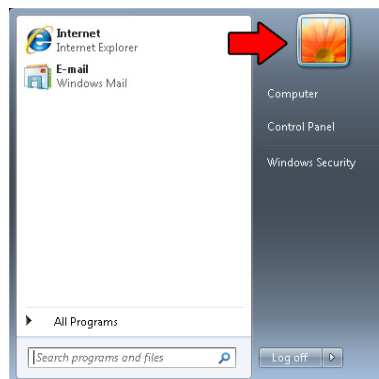 Internet
Internet Explorer
E-mail
Windows Mail
Computer
Control Panel
Windows Security
All Programs
Search programs and files
Log off